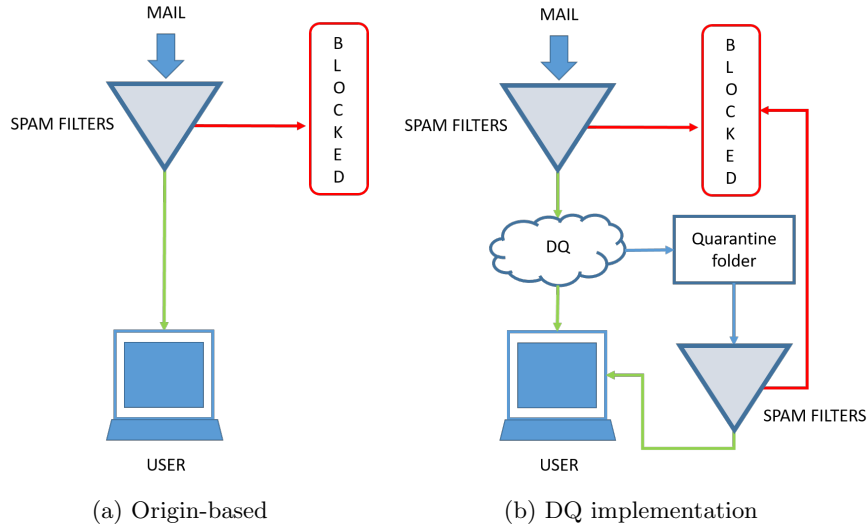 MAIL
SPAM FILTERS
B
L
O
C
K
E
D
USER
(a) Origin-based
MAIL
SPAM FILTERS
B
L
O
C
K
E
D
DQ
Quarantine
folder
SPAM FILTERS
USER
(b) DQ implementation